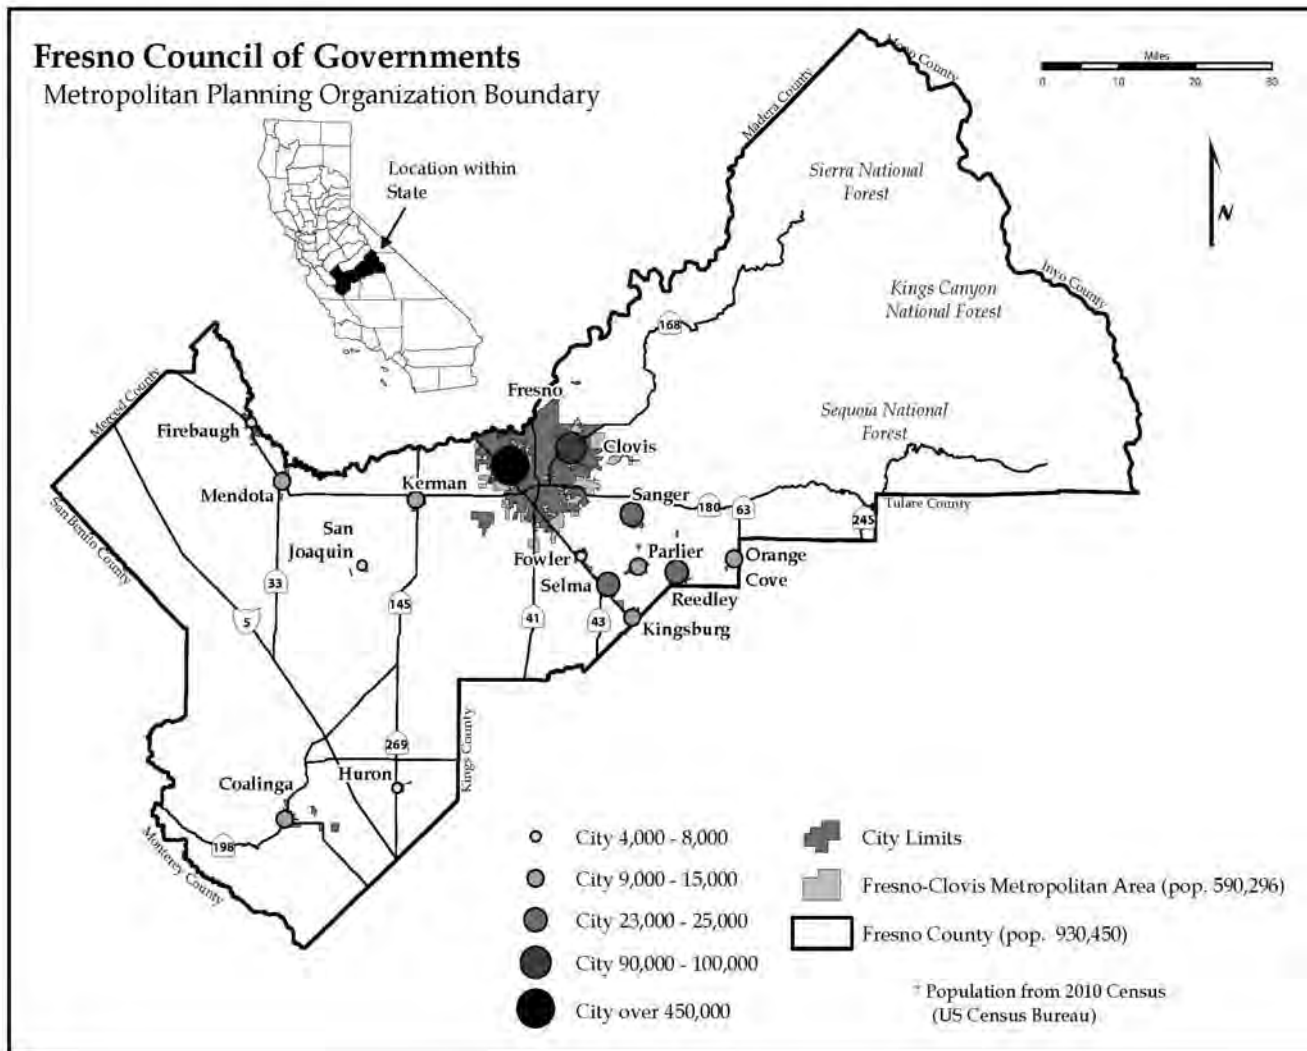 Fresno Council of Governments
Metropolitan Planning Organization Boundary
Location within
State
Miles
0 10 20 30
N
Madera County
Mono County
Inyo County
Sierra National
Forest
Kings Canyon
National Forest
Sequoia National
Forest
168
Merced County
San Benito County
Fresno
Firebaugh
Clovis
Mendota
Kerman
Sanger
180
63
245
Tulare County
San
Joaquin
Fowler
Parlier
Orange
Cove
Selma
Reedley
Kingsburg
33
5
145
41
43
269
Kings County
Coalinga
Huron
198
Monterey County
City 4,000 - 8,000
City 9,000 - 15,000
City 23,000 - 25,000
City 90,000 - 100,000
City over 450,000
City Limits
Fresno-Clovis Metropolitan Area (pop. 590,296)
Fresno County (pop. 930,450)
+ Population from 2010 Census
(US Census Bureau)